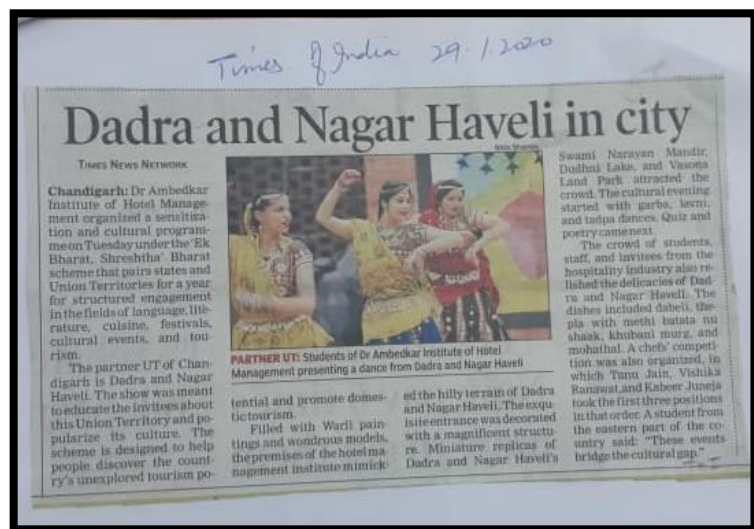 Times of India 29.1.2020
Dadra and Nagar Haveli in city
TIMES NEWS NETWORK
Chandigarh: Dr Ambedkar
Institute of Hotel Manage-
ment organized a sensitiza-
tion and cultural program-
me on Tuesday under the 'Ek
Bharat, Shreshtha' Bharat
scheme that pairs states and
Union Territories for a year
for structured engagement
in the fields of language, lite-
rature, cuisine, festivals,
cultural events, and tou-
rism.
The partner UT of Chan-
digarh is Dadra and Nagar
Haveli. The show was meant
to educate the invitees about
this Union Territory and po-
pularize its culture. The
scheme is designed to help
people discover the count-
ry's unexplored tourism po-
PARTNER UT: Students of Dr Ambedkar Institute of Hotel
Management presenting a dance from Dadra and Nagar Haveli
tential and promote domes-
tic tourism.
Filled with Warli pain-
tings and wondrous models,
the premises of the hotel ma-
nagement institute mimick-
ed the hilly terrain of Dadra
and Nagar Haveli. The exqu-
isite entrance was decorated
with a magnificent structu-
re. Miniature replicas of
Dadra and Nagar Haveli's
Swami Narayan Mandir,
Dudhni Lake, and Vasona
Land Park attracted the
crowd. The cultural evening
started with garba, lavni,
and tadpa dances. Quiz and
poetry came next.
The crowd of students,
staff, and invitees from the
hospitality industry also re-
lished the delicacies of Dad-
ra and Nagar Haveli. The
dishes included dabeli, the-
pla with methi batata nu
shaak, khubani murg, and
mohathal. A chefs' competi-
tion was also organized, in
which Tanu Jain, Vishika
Ranawat, and Kabeer Juneja
took the first three positions
in that order. A student from
the eastern part of the co-
untry said: "These events
bridge the cultural gap."